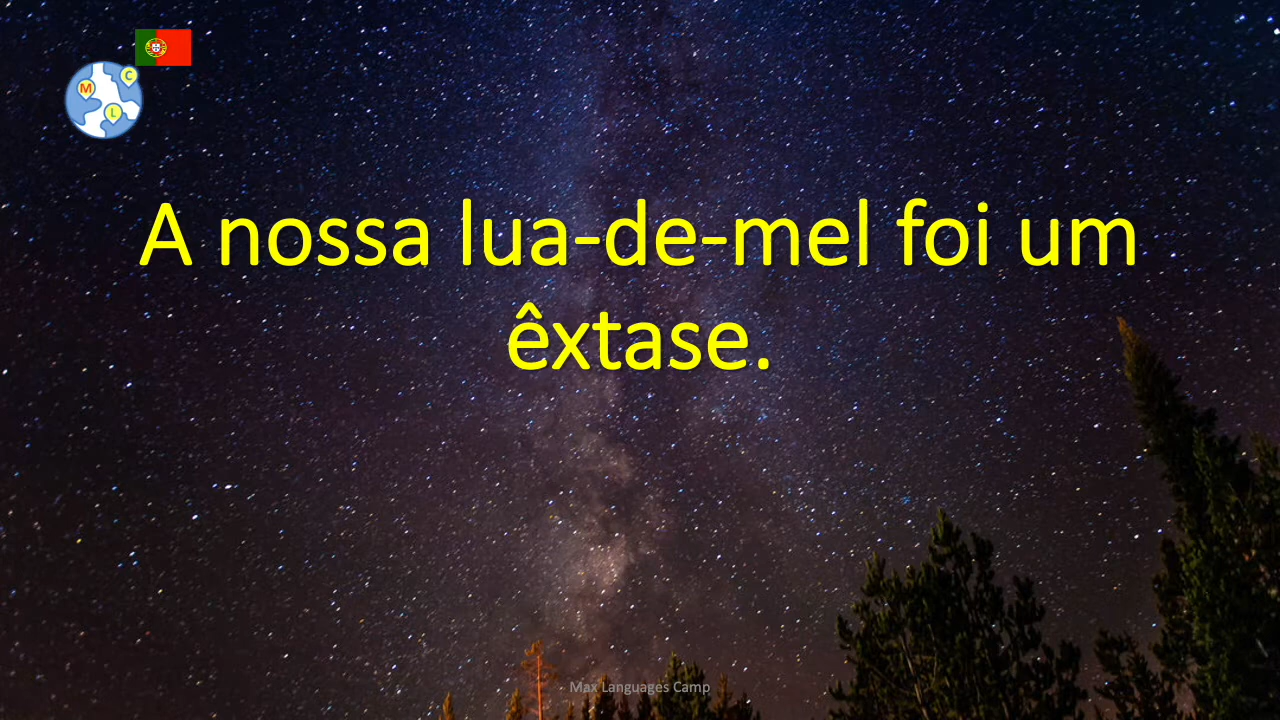 C
M
L
A nossa lua-de-mel foi um
êxtase.
Max Languages Camp